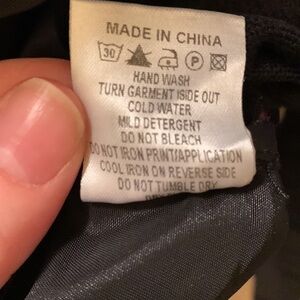 MADE IN CHINA
30 P
HAND WASH
TURN GARMENT ISIDE OUT
COLD WATER
MILD DETERGENT
DO NOT BLEACH
DO NOT IRON PRINT/APPLICATION
COOL IRON ON REVERSE SIDE
DO NOT TUMBLE DRY